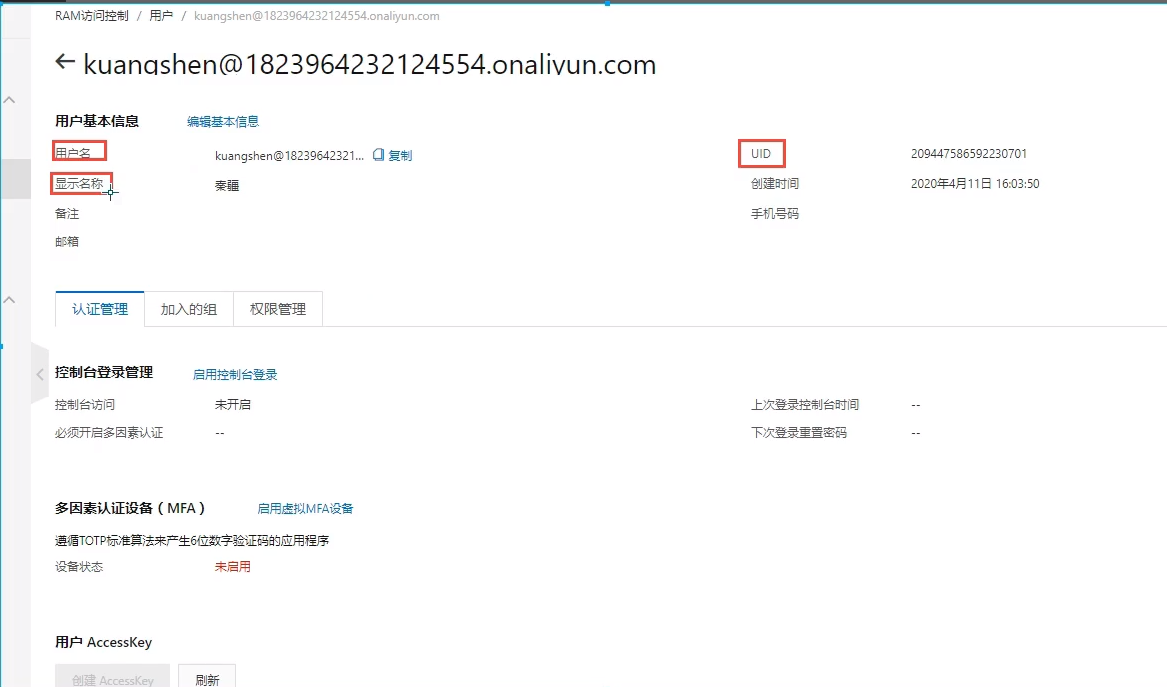 RAM访问控制 / 用户 / kuangshen@1823964232124554.onaliyun.com
← kuangshen@1823964232124554.onaliyun.com
用户基本信息 编辑基本信息
用户名 kuangshen@18239642321... 复制 UID 209447586592230701
显示名称 秦疆 创建时间 2020年4月11日 16:03:50
备注 手机号码
邮箱
认证管理 加入的组 权限管理
控制台登录管理 启用控制台登录
控制台访问 未开启 上次登录控制台时间 --
必须开启多因素认证 -- 下次登录重置密码 --
多因素认证设备（MFA） 启用虚拟MFA设备
遵循TOTP标准算法来产生6位数字验证码的应用程序
设备状态 未启用
用户 AccessKey
创建 AccessKey 刷新